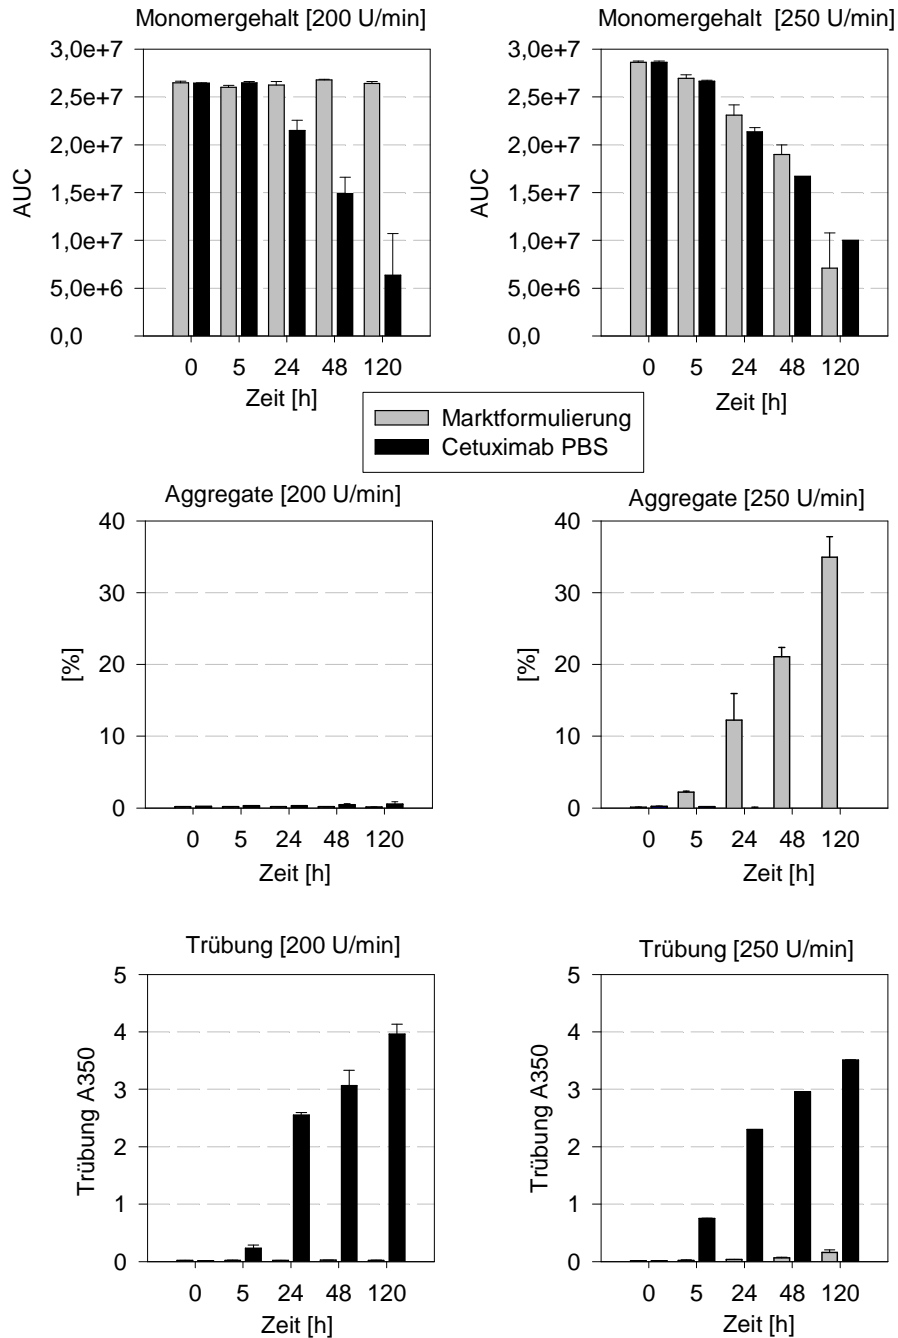 Monomergehalt [200 U/min]
3,0e+7
2,5e+7
2,0e+7
1,5e+7
1,0e+7
5,0e+6
0,0
AUC
0 5 24 48 120
Zeit [h]
Monomergehalt [250 U/min]
3,0e+7
2,5e+7
2,0e+7
1,5e+7
1,0e+7
5,0e+6
0,0
AUC
0 5 24 48 120
Zeit [h]
Marktformulierung
Cetuximab PBS
Aggregate [200 U/min]
40
30
20
10
0
[%]
0 5 24 48 120
Zeit [h]
Aggregate [250 U/min]
40
30
20
10
0
[%]
0 5 24 48 120
Zeit [h]
Trübung [200 U/min]
5
4
3
2
1
0
Trübung A350
0 5 24 48 120
Zeit [h]
Trübung [250 U/min]
5
4
3
2
1
0
Trübung A350
0 5 24 48 120
Zeit [h]